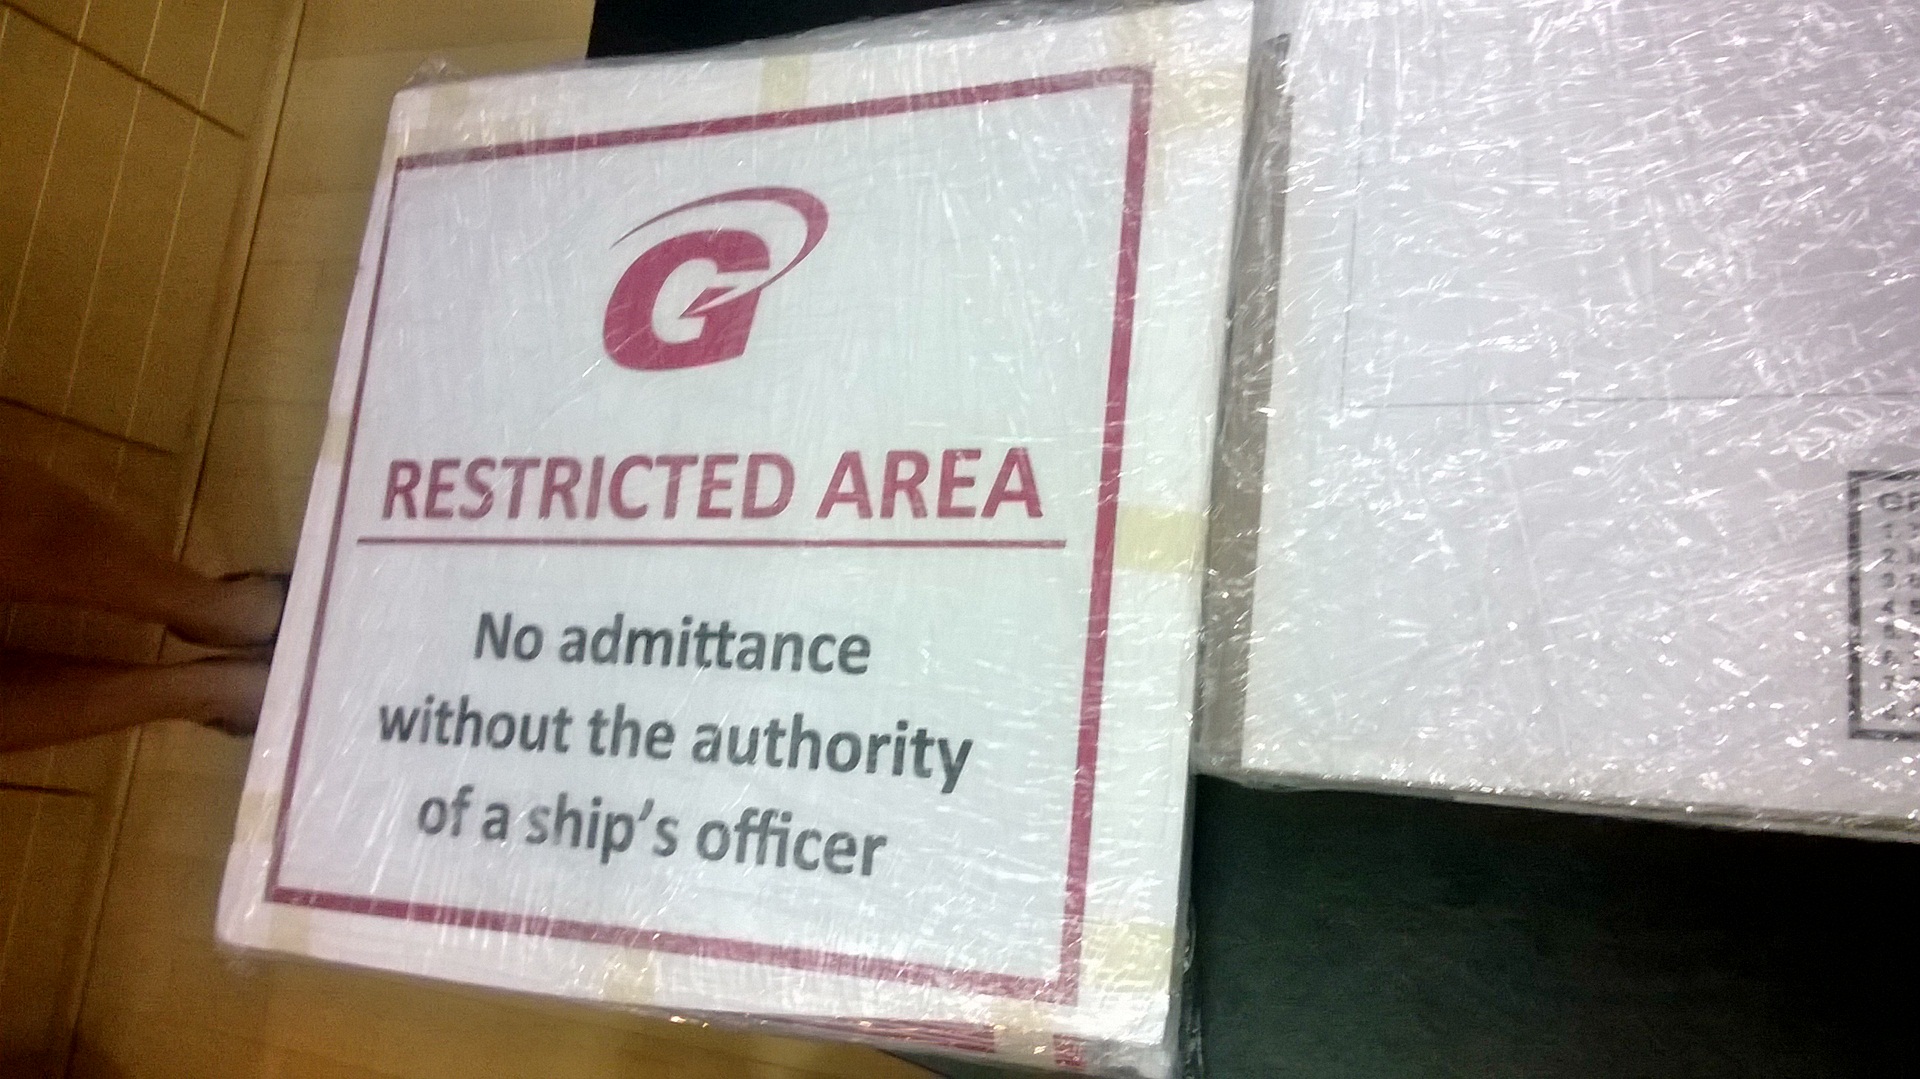 G
RESTRICTED AREA
No admittance
without the authority
of a ship's officer